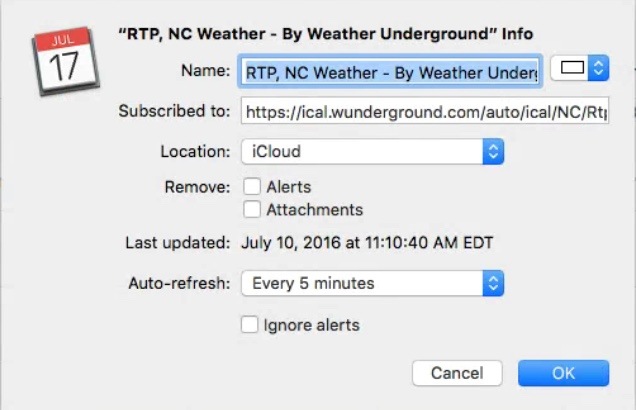 JUL
17
“RTP, NC Weather - By Weather Underground” Info
Name: RTP, NC Weather - By Weather Underg
Subscribed to: https://ical.wunderground.com/auto/ical/NC/Rtp
Location: iCloud
Remove: Alerts
Attachments
Last updated: July 10, 2016 at 11:10:40 AM EDT
Auto-refresh: Every 5 minutes
Ignore alerts
Cancel OK